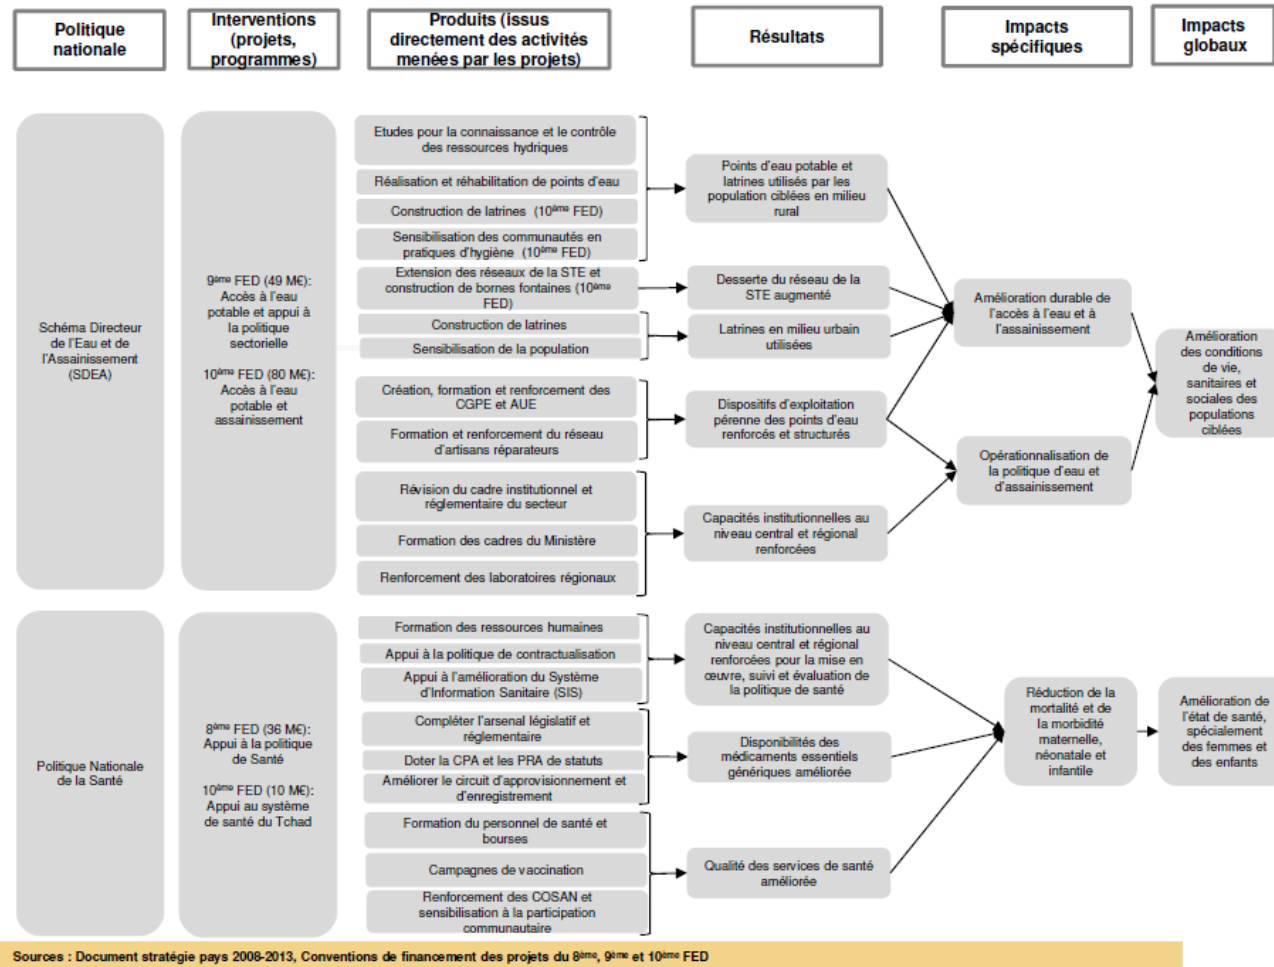 Politique
nationale
Interventions
(projets,
programmes)
Produits (issus
directement des activités
menées par les projets)
Résultats
Impacts
spécifiques
Impacts
globaux
Schéma Directeur
de l'Eau et de
l'Assainissement
(SDEA)
9ème FED (49 M€):
Accès à l'eau
potable et appui à
la politique
sectorielle
10ème FED (80 M€):
Accès à l'eau
potable et
assainissement
Etudes pour la connaissance et le contrôle
des ressources hydriques
Réalisation et réhabilitation de points d'eau
Construction de latrines (10ème FED)
Sensibilisation des communautés en
pratiques d'hygiène (10ème FED)
Extension des réseaux de la STE et
construction de bornes fontaines (10ème
FED)
Construction de latrines
Sensibilisation de la population
Création, formation et renforcement des
CGPE et AUE
Formation et renforcement du réseau
d'artisans réparateurs
Révision du cadre institutionnel et
réglementaire du secteur
Formation des cadres du Ministère
Renforcement des laboratoires régionaux
Points d'eau potable et
latrines utilisés par les
population ciblées en milieu
rural
Desserte du réseau de la
STE augmenté
Latrines en milieu urbain
utilisées
Dispositifs d'exploitation
pérenne des points d'eau
renforcés et structurés
Capacités institutionnelles au
niveau central et régional
renforcées
Amélioration durable de
l'accès à l'eau et à
l'assainissement
Opérationnalisation de
la politique d'eau et
d'assainissement
Amélioration
des conditions
de vie,
sanitaires et
sociales des
populations
ciblées
Politique Nationale
de la Santé
8ème FED (36 M€):
Appui à la politique
de Santé
10ème FED (10 M€):
Appui au système
de santé du Tchad
Formation des ressources humaines
Appui à la politique de contractualisation
Appui à l'amélioration du Système
d'Information Sanitaire (SIS)
Compléter l'arsenal législatif et
réglementaire
Doter la CPA et les PRA de statuts
Améliorer le circuit d'approvisionnement et
d'enregistrement
Formation du personnel de santé et
bourses
Campagnes de vaccination
Renforcement des COSAN et
sensibilisation à la participation
communautaire
Capacités institutionnelles au
niveau central et régional
renforcées pour la mise en
œuvre, suivi et évaluation de
la politique de santé
Disponibilités des
médicaments essentiels
génériques améliorée
Qualité des services de santé
améliorée
Réduction de la
mortalité et de
la morbidité
maternelle,
néonatale et
infantile
Amélioration de
l'état de santé,
spécialement
des femmes et
des enfants
Sources : Document stratégie pays 2008-2013, Conventions de financement des projets du 8ème, 9ème et 10ème FED